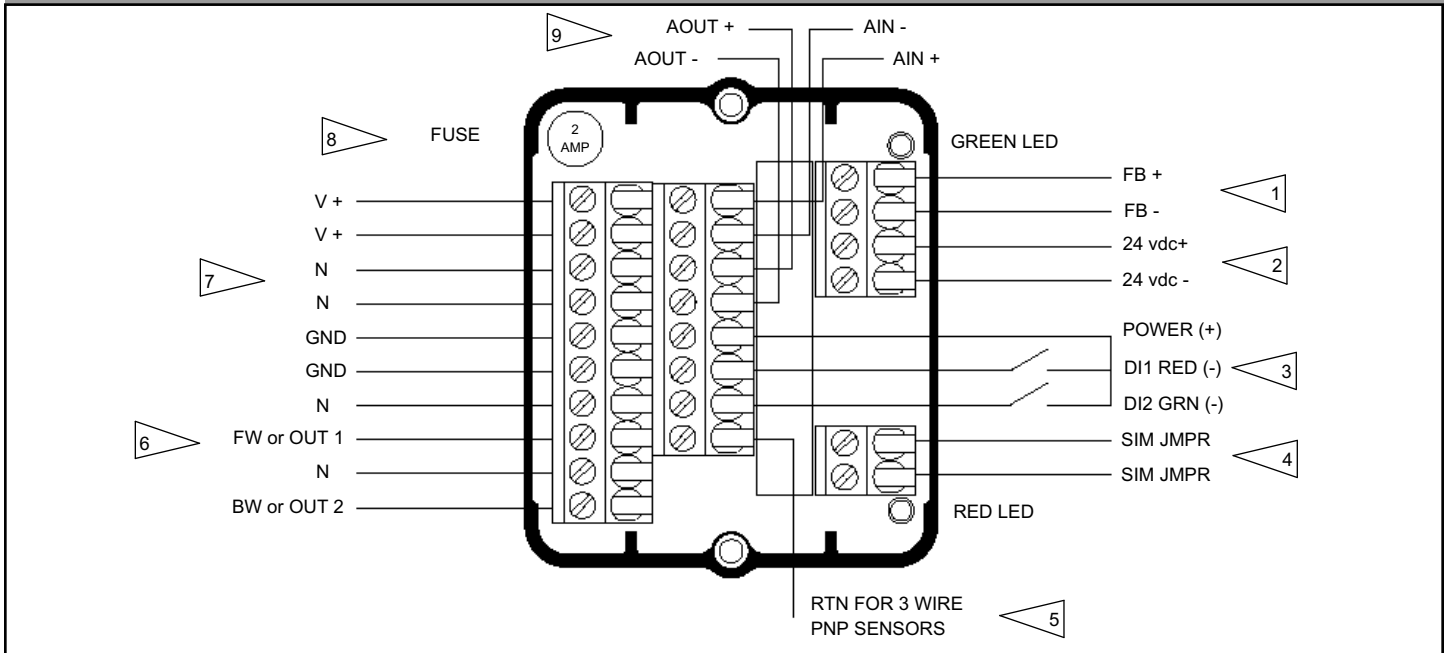 9
AOUT +
AIN -
AOUT -
AIN +
8
FUSE
2
AMP
GREEN LED
V +
V +
7
N
N
GND
GND
N
6
FW or OUT 1
N
BW or OUT 2
FB +
1
FB -
24 vdc+
2
24 vdc -
POWER (+)
DI1 RED (-)
3
DI2 GRN (-)
SIM JMPR
4
SIM JMPR
RED LED
RTN FOR 3 WIRE
PNP SENSORS
5